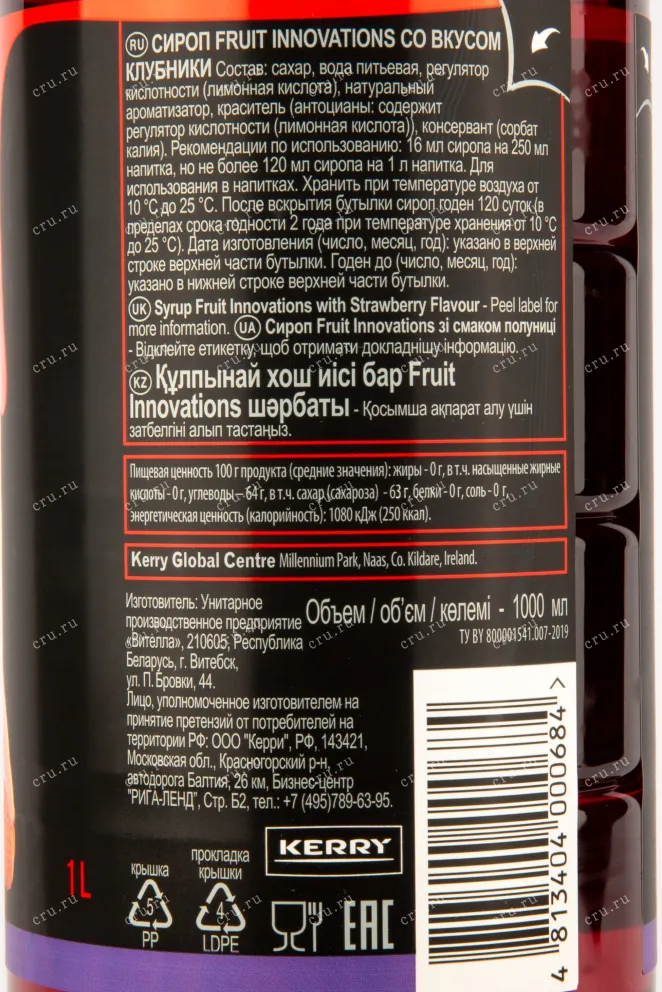 RU СИРОП FRUIT INNOVATIONS СО ВКУСОМ
КЛУБНИКИ Состав: сахар, вода питьевая, регулятор
кислотности (лимонная кислота), натуральный
ароматизатор, краситель (антоцианы: содержит
регулятор кислотности (лимонная кислота)), консервант (сорбат
калия). Рекомендации по использованию: 16 мл сиропа на 250 мл
напитка, но не более 120 мл сиропа на 1 л напитка. Для
использования в напитках. Хранить при температуре воздуха от
10 °С до 25 °С. После вскрытия бутылки сироп годен 120 суток (в
пределах срока годности 2 года при температуре хранения от 10 °С
до 25 °С). Дата изготовления (число, месяц, год): указано в верхней
строке верхней части бутылки. Годен до (число, месяц, год):
указано в нижней строке верхней части бутылки.
UK Syrup Fruit Innovations with Strawberry Flavour - Peel label for
more information. UA Сироп Fruit Innovations зі смаком полуниці
- Відклейте етикетку, щоб отримати докладнішу інформацію.
KZ Құлпынай хош иісі бар Fruit
Innovations шәрбаты - Қосымша ақпарат алу үшін
затбелгіні алып тастаңыз.
Пищевая ценность 100 г продукта (средние значения): жиры - 0 г, в т.ч. насыщенные жирные
кислоты - 0 г, углеводы – 64 г, в т.ч. сахар (сахароза) - 63 г, белки - 0 г, соль - 0 г,
энергетическая ценность (калорийность): 1080 кДж (250 ккал).
Kerry Global Centre Millennium Park, Naas, Co. Kildare, Ireland.
Изготовитель: Унитарное
производственное предприятие
«Вителла», 210605, Республика
Беларусь, г. Витебск,
ул. П. Бровки, 44.
Объем / об'єм / көлемі - 1000 мл
ТУ BY 800001541.007-2019
Лицо, уполномоченное изготовителем на
принятие претензий от потребителей на
территории РФ: ООО "Керри", РФ, 143421,
Московская обл., Красногорский р-н,
автодорога Балтия, 26 км, Бизнес-центр
"РИГА-ЛЕНД", Стр. Б2, тел.: +7 (495)789-63-95.
KERRY
1L
крышка
5
PP
прокладка
крышки
4
LDPE
EAC
4 813404 000684 >
cru.ru